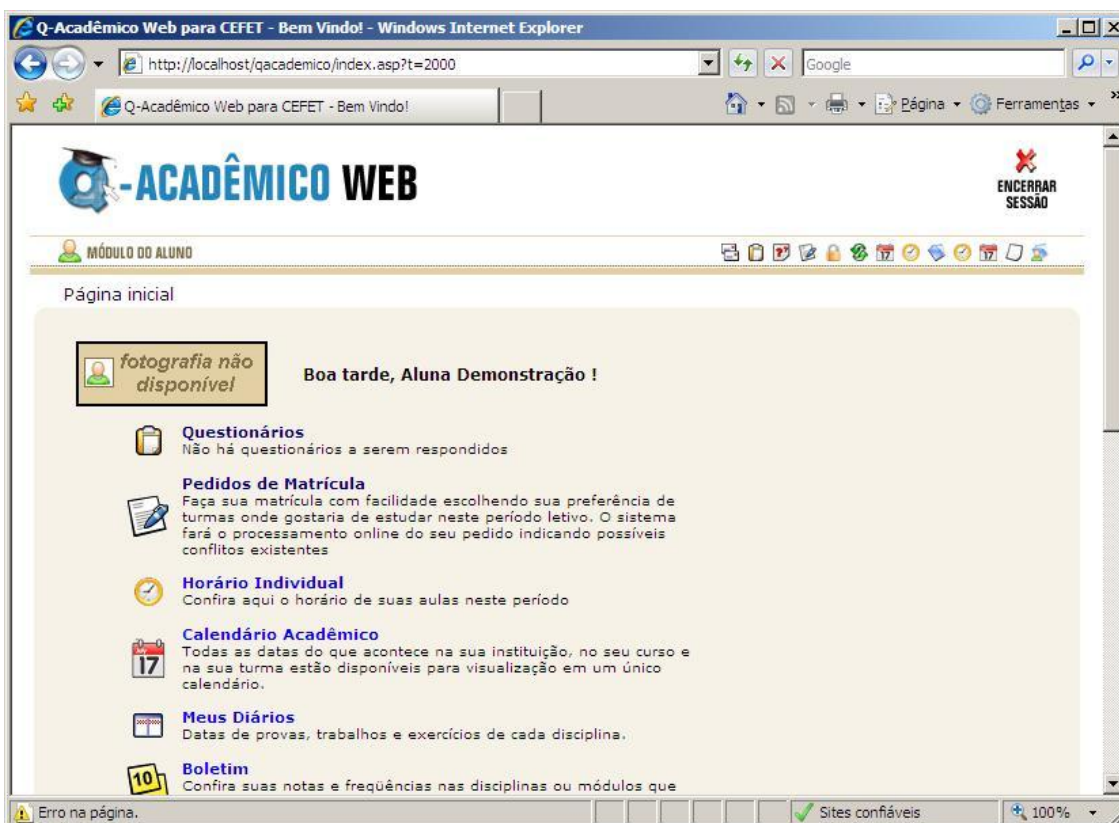 Q-Acadêmico Web para CEFET - Bem Vindo! - Windows Internet Explorer
http://localhost/qacademico/index.asp?t=2000
Google
Q-Acadêmico Web para CEFET - Bem Vindo!
Página
Ferramentas
Q-ACADÊMICO WEB
ENCERRAR
SESSÃO
MÓDULO DO ALUNO
17
17
Página inicial
fotografia não
disponível
Boa tarde, Aluna Demonstração !
Questionários
Não há questionários a serem respondidos
Pedidos de Matrícula
Faça sua matrícula com facilidade escolhendo sua preferência de
turmas onde gostaria de estudar neste período letivo. O sistema
fará o processamento online do seu pedido indicando possíveis
conflitos existentes
Horário Individual
Confira aqui o horário de suas aulas neste período
Calendário Acadêmico
17
Todas as datas do que acontece na sua instituição, no seu curso e
na sua turma estão disponíveis para visualização em um único
calendário.
Meus Diários
Datas de provas, trabalhos e exercícios de cada disciplina.
10
Boletim
Confira suas notas e freqüências nas disciplinas ou módulos que
Erro na página.
Sites confiáveis
100%